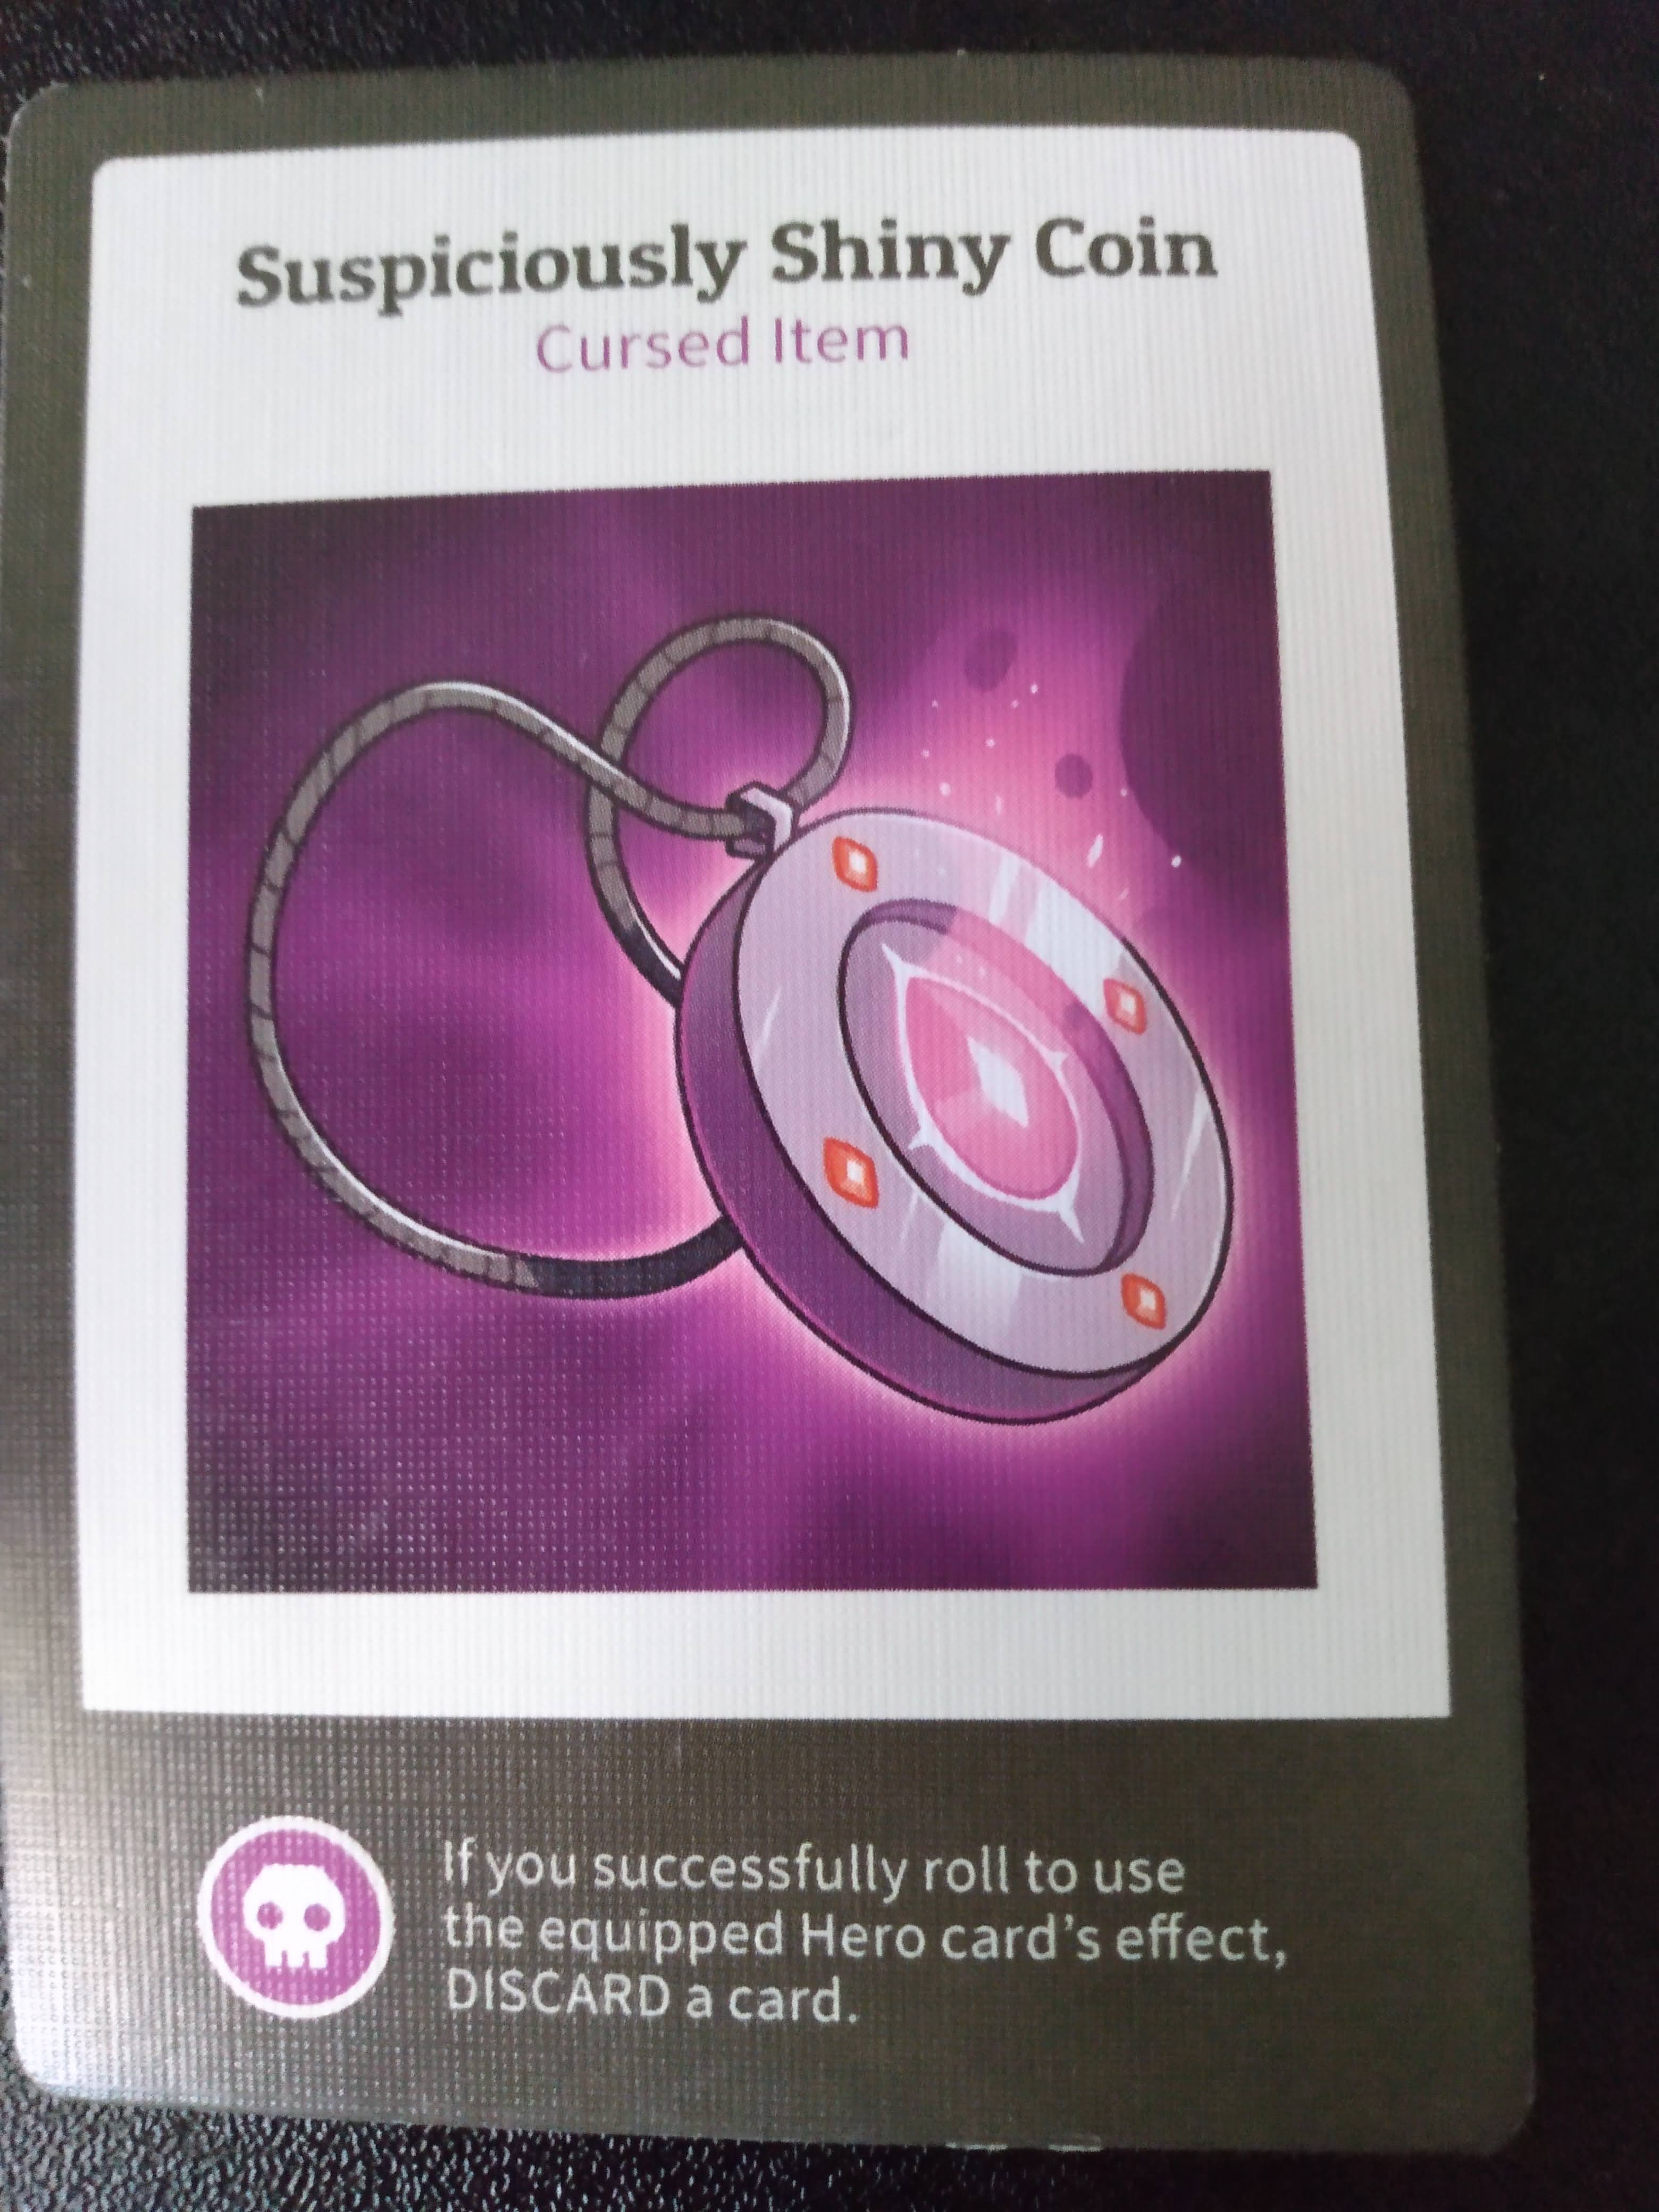 Suspiciously Shiny Coin
Cursed Item
If you successfully roll to use
the equipped Hero card's effect,
DISCARD a card.